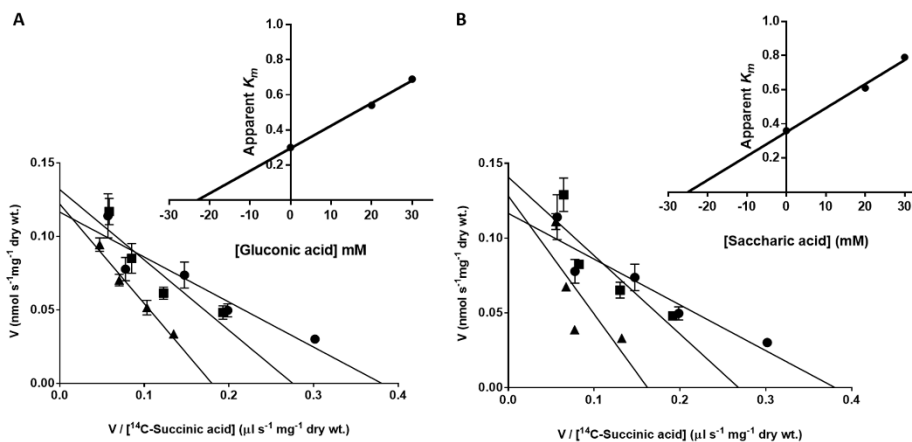 A
Apparent Km
1.0
0.8
0.6
0.4
0.2
-30 -20 -10 0 10 20 30
[Gluconic acid] mM
V (nmol s⁻¹mg⁻¹ dry wt.)
0.15
0.10
0.05
0.00
0.0 0.1 0.2 0.3 0.4
V / [¹⁴C-Succinic acid] (µl s⁻¹ mg⁻¹ dry wt.)
B
Apparent Km
1.0
0.8
0.6
0.4
0.2
-30 -20 -10 0 10 20 30
[Saccharic acid] (mM)
V (nmol s⁻¹mg⁻¹ dry wt.)
0.15
0.10
0.05
0.00
0.0 0.1 0.2 0.3 0.4
V / [¹⁴C-Succinic acid] (µl s⁻¹ mg⁻¹ dry wt.)